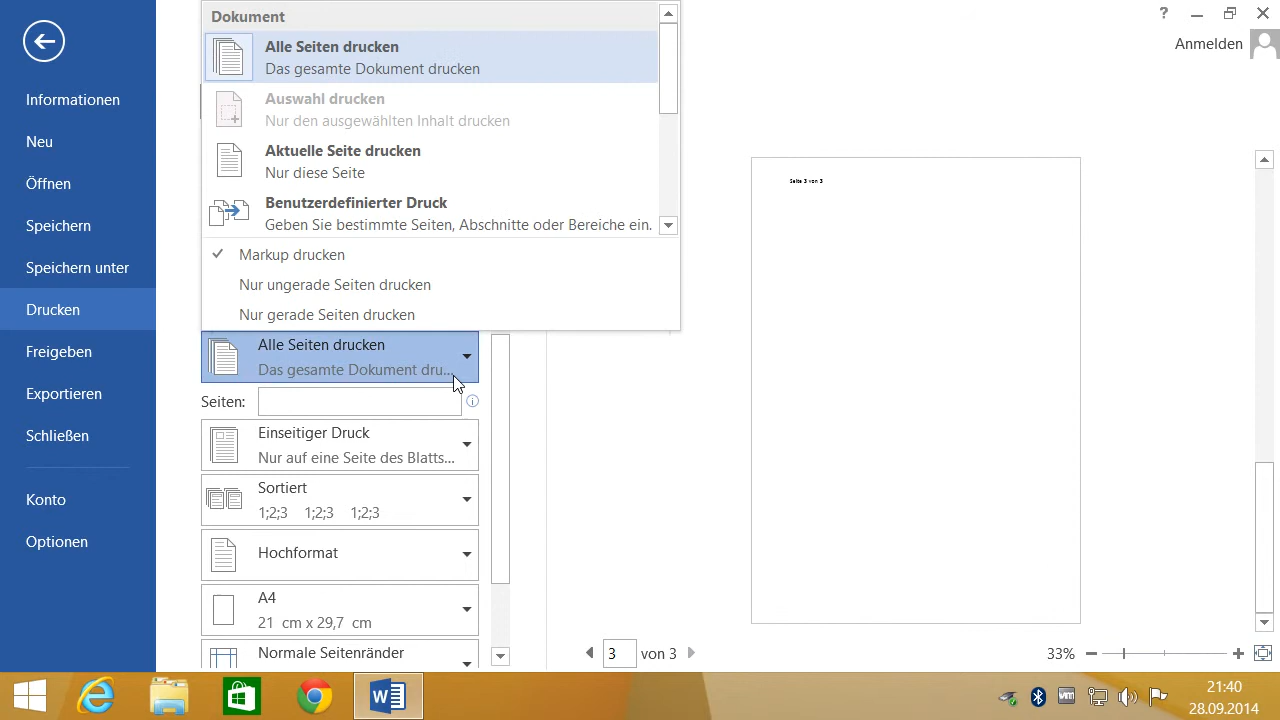 Dokument
Alle Seiten drucken
Das gesamte Dokument drucken
Auswahl drucken
Nur den ausgewählten Inhalt drucken
Aktuelle Seite drucken
Nur diese Seite
Benutzerdefinierter Druck
Geben Sie bestimmte Seiten, Abschnitte oder Bereiche ein.
Markup drucken
Nur ungerade Seiten drucken
Nur gerade Seiten drucken
Informationen
Neu
Öffnen
Speichern
Speichern unter
Drucken
Freigeben
Exportieren
Schließen
Konto
Optionen
Alle Seiten drucken
Das gesamte Dokument dru...
Seiten:
Einseitiger Druck
Nur auf eine Seite des Blatts...
Sortiert
1;2;3 1;2;3 1;2;3
Hochformat
A4
21 cm x 29,7 cm
Normale Seitenränder
?
Anmelden
Seite 3 von 3
3 von 3
33%
21:40
28.09.2014